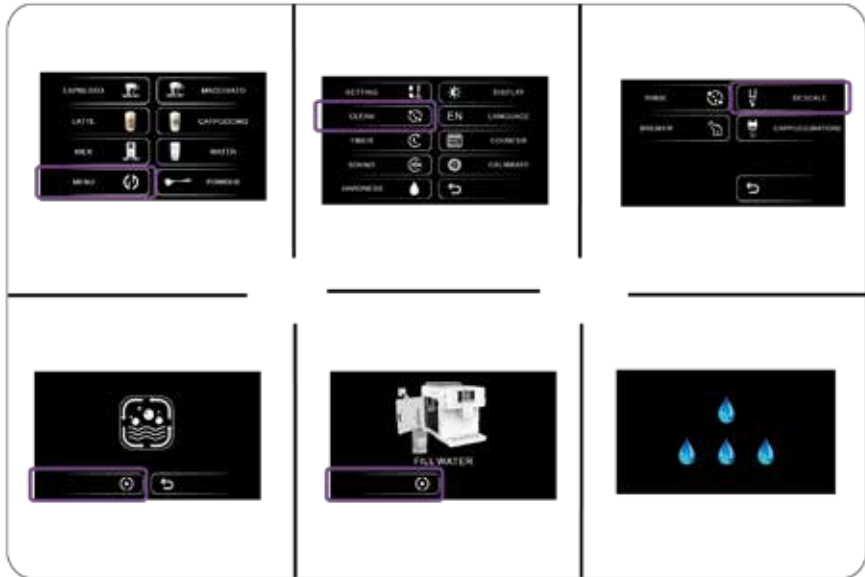 ESPRESSO MACCHIATO
LATTE CAPPUCCINO
MILK WATER
MENU POWDER
SETTING DISPLAY
CLEAN EN LANGUAGE
TIMER COUNTER
SOUND CALIBRATE
HARDNESS
RINSE DESCALE
BREWER CAPPUCCINATORE
FILL WATER